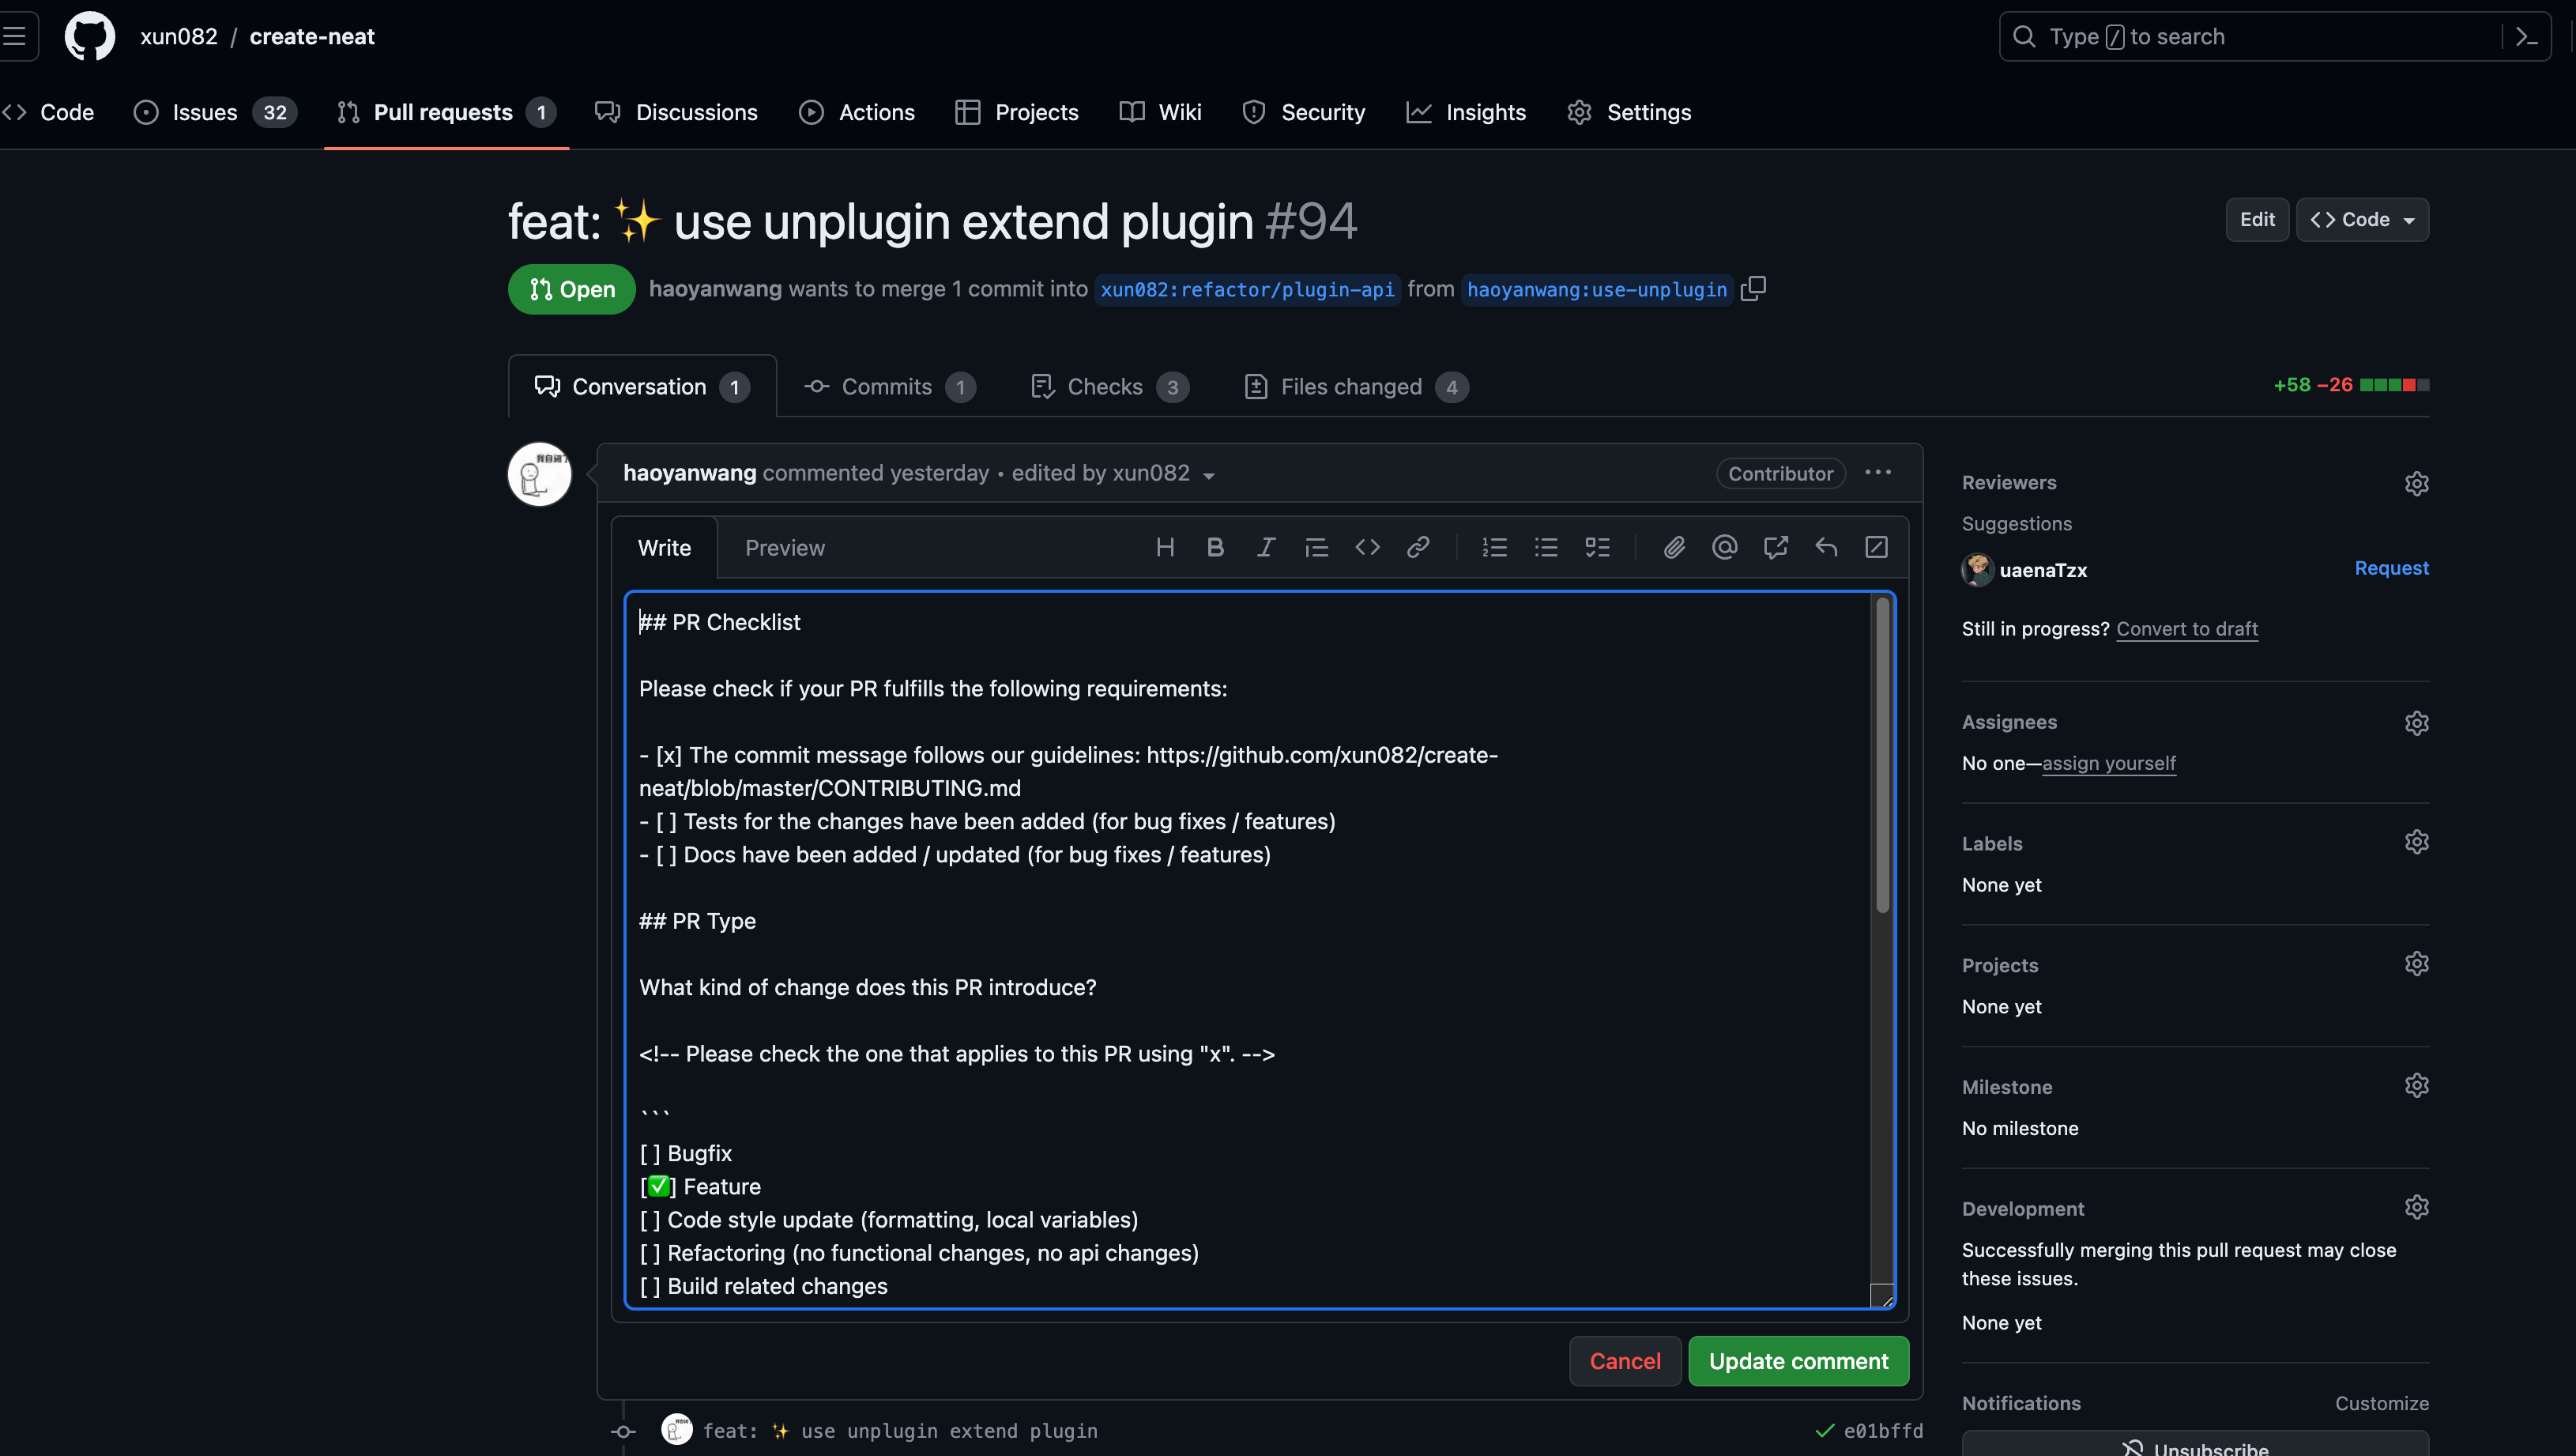 xun082 / create-neat
Type / to search
Code
Issues 32
Pull requests 1
Discussions
Actions
Projects
Wiki
Security
Insights
Settings
feat: ✨ use unplugin extend plugin #94
Edit
Code
Open
haoyanwang wants to merge 1 commit into xun082:refactor/plugin-api from haoyanwang:use-unplugin
Conversation 1
Commits 1
Checks 3
Files changed 4
+58 −26
haoyanwang commented yesterday • edited by xun082
Contributor
Write
Preview
## PR Checklist
Please check if your PR fulfills the following requirements:
- [x] The commit message follows our guidelines: https://github.com/xun082/create-
neat/blob/master/CONTRIBUTING.md
- [ ] Tests for the changes have been added (for bug fixes / features)
- [ ] Docs have been added / updated (for bug fixes / features)
## PR Type
What kind of change does this PR introduce?
<!-- Please check the one that applies to this PR using "x". -->
```
[ ] Bugfix
[✅] Feature
[ ] Code style update (formatting, local variables)
[ ] Refactoring (no functional changes, no api changes)
[ ] Build related changes
Cancel
Update comment
feat: ✨ use unplugin extend plugin
e01bffd
Reviewers
Suggestions
uaenaTzx
Request
Still in progress? Convert to draft
Assignees
No one—assign yourself
Labels
None yet
Projects
None yet
Milestone
No milestone
Development
Successfully merging this pull request may close
these issues.
None yet
Notifications
Customize
Unsubscribe